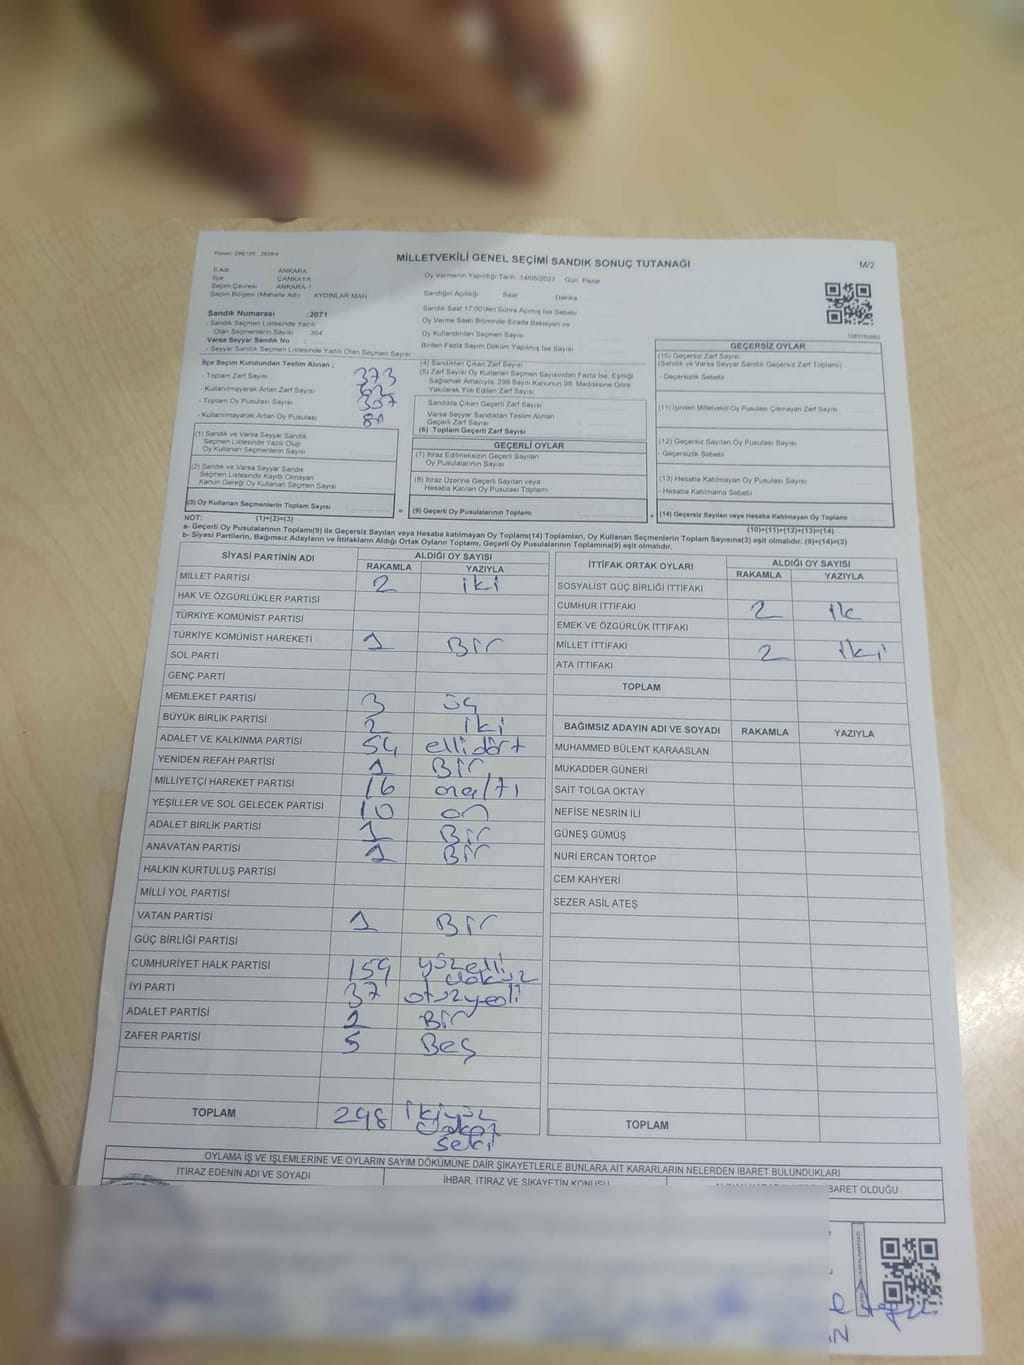 Kanun: 298/105 2839/4
MİLLETVEKİLİ GENEL SEÇİMİ SANDIK SONUÇ TUTANAĞI
M/2
İl Adı ANKARA
İlçe ÇANKAYA
Seçim Çevresi ANKARA-1
Seçim Bölgesi (Mahalle Adı) AYDINLAR MAH
Oy Vermenin Yapıldığı Tarih 14/05/2023 Gün Pazar
Sandığın Açıldığı Saat Dakika
Sandık Saat 17:00'den Sonra Açılmış İse Sebebi
Oy Verme Saati Bitiminde Sırada Bekleyen ve
Oy Kullandırılan Seçmen Sayısı
Birden Fazla Sayım Döküm Yapılmış İse Sayısı
Sandık Numarası :2071
- Sandık Seçmen Listesinde Yazılı
Olan Seçmenlerin Sayısı : 364
Varsa Seyyar Sandık No :
- Seyyar Sandık Seçmen Listesinde Yazılı Olan Seçmen Sayısı
İlçe Seçim Kurulundan Teslim Alınan ;
- Toplam Zarf Sayısı 373
- Kullanılmayarak Artan Zarf Sayısı
- Toplam Oy Pusulası Sayısı
- Kullanılmayarak Artan Oy Pusulası
(1) Sandık ve Varsa Seyyar Sandık
Seçmen Listesinde Yazılı Olup
Oy Kullanan Seçmenlerin Sayısı
(2) Sandık ve Varsa Seyyar Sandık
Seçmen Listesinde Kayıtlı Olmayan
Kanun Gereği Oy Kullanan Seçmen Sayısı
(3) Oy Kullanan Seçmenlerin Toplam Sayısı
(4) Sandıktan Çıkan Zarf Sayısı
(5) Zarf Sayısı Oy Kullanan Seçmen Sayısından Fazla İse, Eşitliği
Sağlamak Amacıyla, 298 Sayılı Kanunun 98. Maddesine Göre
Yakılarak Yok Edilen Zarf Sayısı
Sandıkta Çıkan Geçerli Zarf Sayısı
Varsa Seyyar Sandıktan Teslim Alınan
Geçerli Zarf Sayısı
(6) Toplam Geçerli Zarf Sayısı
GEÇERLİ OYLAR
(7) İtiraz Edilmeksizin Geçerli Sayılan
Oy Pusulalarının Sayısı
(8) İtiraz Üzerine Geçerli Sayılan veya
Hesaba Katılan Oy Pusulası Toplamı
= (9) Geçerli Oy Pusulalarının Toplamı
GEÇERSİZ OYLAR
(10) Geçersiz Zarf Sayısı
(Sandık ve Varsa Seyyar Sandık Geçersiz Zarf Toplamı)
- Geçersizlik Sebebi
(11) İçinden Milletvekili Oy Pusulası Çıkmayan Zarf Sayısı
(12) Geçersiz Sayılan Oy Pusulası Sayısı
- Geçersizlik Sebebi
(13) Hesaba Katılmayan Oy Pusulası Sayısı
- Hesaba Katılmama Sebebi
+ (14) Geçersiz Sayılan veya Hesaba Katılmayan Oy Toplamı
NOT: (1)+(2)=(3)
(10)+(11)+(12)+(13)=(14)
a- Geçerli Oy Pusulalarının Toplamı(9) ile Geçersiz Sayılan veya Hesaba katılmayan Oy Toplamı(14) Toplamları, Oy Kullanan Seçmenlerin Toplam Sayısına(3) eşit olmalıdır. (9)+(14)=(3)
b- Siyasi Partilerin, Bağımsız Adayların ve İttifakların Aldığı Ortak Oyların Toplamı, Geçerli Oy Pusulalarının Toplamına(9) eşit olmalıdır.
SİYASİ PARTİNİN ADI ALDIĞI OY SAYISI
RAKAMLA YAZIYLA
MİLLET PARTİSİ 2 iki
HAK VE ÖZGÜRLÜKLER PARTİSİ
TÜRKİYE KOMÜNİST PARTİSİ
TÜRKİYE KOMÜNİST HAREKETİ 1 Bir
SOL PARTİ
GENÇ PARTİ
MEMLEKET PARTİSİ 3 üç
BÜYÜK BİRLİK PARTİSİ 2 iki
ADALET VE KALKINMA PARTİSİ 54 ellidört
YENİDEN REFAH PARTİSİ 1 Bir
MİLLİYETÇİ HAREKET PARTİSİ 16 onaltı
YEŞİLLER VE SOL GELECEK PARTİSİ 10 on
ADALET BİRLİK PARTİSİ 1 Bir
ANAVATAN PARTİSİ 1 Bir
HALKIN KURTULUŞ PARTİSİ
MİLLİ YOL PARTİSİ
VATAN PARTİSİ 1 Bir
GÜÇ BİRLİĞİ PARTİSİ
CUMHURİYET HALK PARTİSİ 159 yüzelli
dokuz
İYİ PARTİ 37 otuzyedi
ADALET PARTİSİ 1 Bir
ZAFER PARTİSİ 5 Beş
TOPLAM 298 ikiyüz
dokoz
seki
İTTİFAK ORTAK OYLARI ALDIĞI OY SAYISI
RAKAMLA YAZIYLA
SOSYALİST GÜÇ BİRLİĞİ İTTİFAKI
CUMHUR İTTİFAKI 2 ik
EMEK VE ÖZGÜRLÜK İTTİFAKI
MİLLET İTTİFAKI 2 iki
ATA İTTİFAKI
TOPLAM
BAĞIMSIZ ADAYIN ADI VE SOYADI RAKAMLA YAZIYLA
MUHAMMED BÜLENT KARAASLAN
MUKADDER GÜNERİ
SAİT TOLGA OKTAY
NEFİSE NESRİN İLİ
GÜNEŞ GÜMÜŞ
NURİ ERCAN TORTOP
CEM KAHYERİ
SEZER ASİL ATEŞ
TOPLAM
OYLAMA İŞ VE İŞLEMLERİNE VE OYLARIN SAYIM DÖKÜMÜNE DAİR ŞİKAYETLERLE BUNLARA AİT KARARLARIN NELERDEN İBARET BULUNDUKLARI
İTİRAZ EDENİN ADI VE SOYADI İHBAR, İTİRAZ VE ŞİKAYETİN KONUSU BARET OLDUĞU